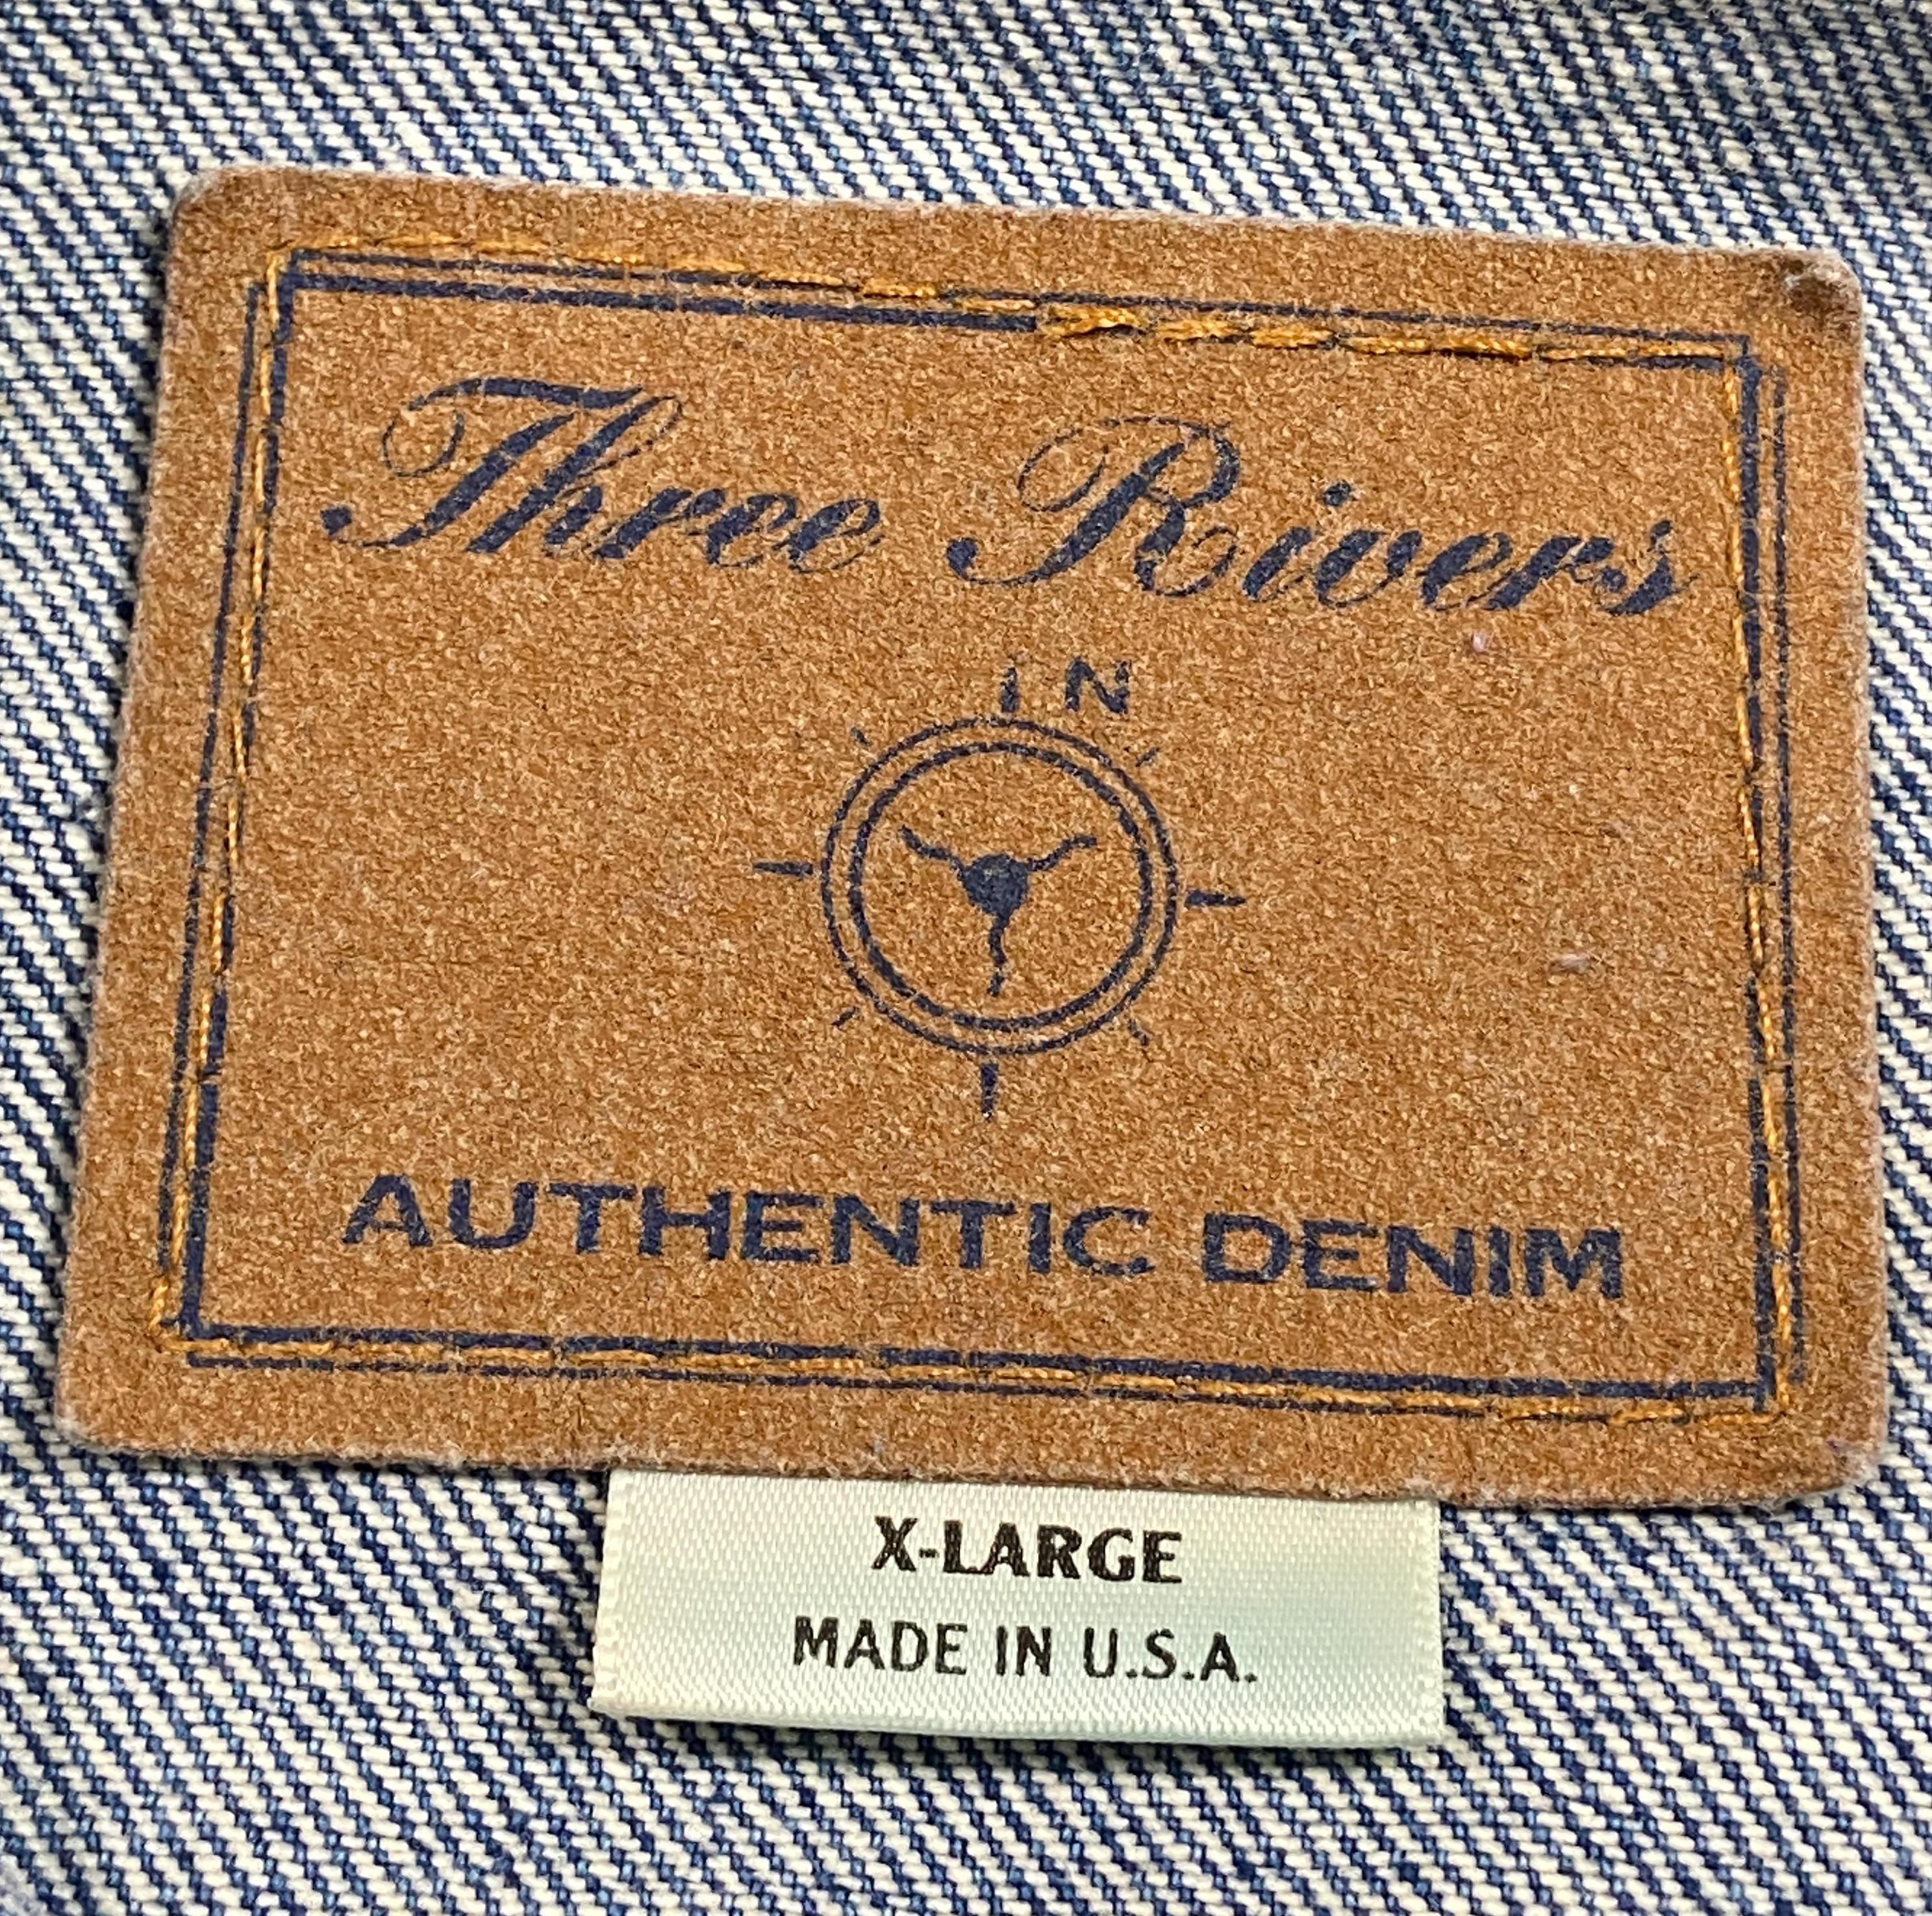 Three Rivers
N
AUTHENTIC DENIM
X-LARGE
MADE IN U.S.A.